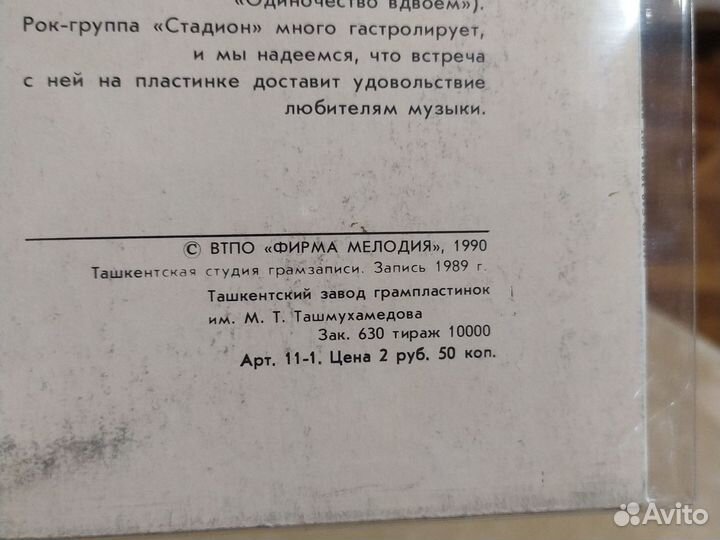 «Одиночество вдвоем»).
Рок-группа «Стадион» много гастролирует,
и мы надеемся, что встреча
с ней на пластинке доставит удовольствие
любителям музыки.
© ВТПО «ФИРМА МЕЛОДИЯ», 1990
Ташкентская студия грамзаписи. Запись 1989 г.
Ташкентский завод грампластинок
им. М. Т. Ташмухамедова
Зак. 630 тираж 10000
Арт. 11-1. Цена 2 руб. 50 коп.
Avito